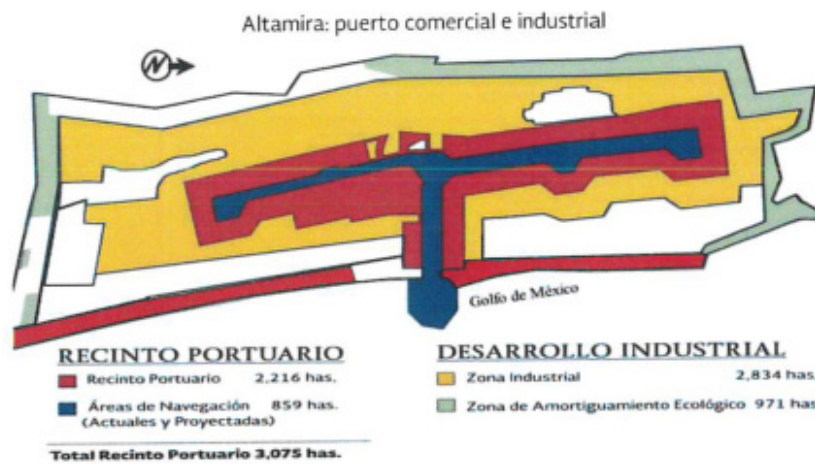 Altamira: puerto comercial e industrial
N
Golfo de México
RECINTO PORTUARIO
Recinto Portuario 2,216 has.
Áreas de Navegación 859 has.
(Actuales y Proyectadas)
Total Recinto Portuario 3,075 has.
DESARROLLO INDUSTRIAL
Zona Industrial 2,834 has.
Zona de Amortiguamiento Ecológico 971 has